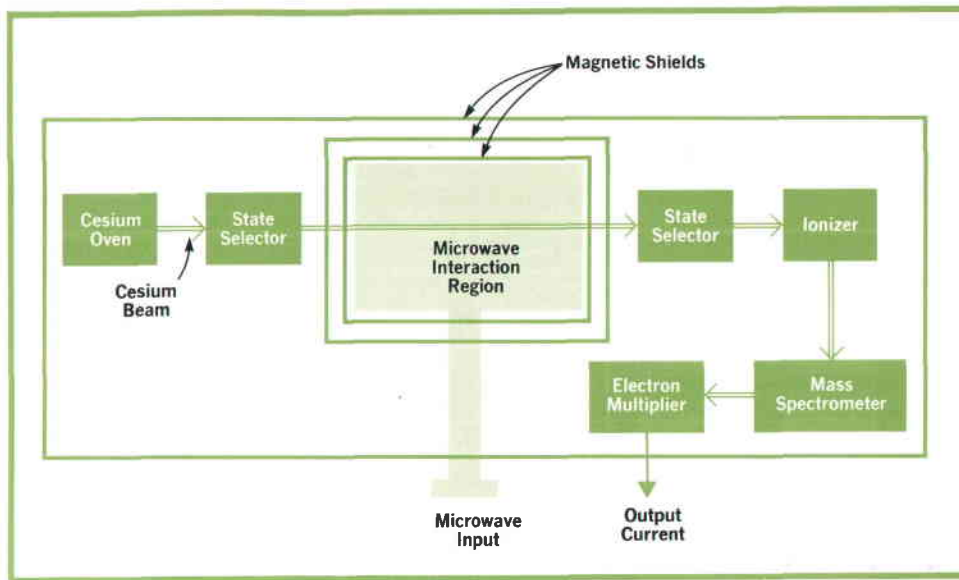 Magnetic Shields
Cesium
Oven
State
Selector
Cesium
Beam
Microwave
Interaction
Region
State
Selector
Ionizer
Electron
Multiplier
Mass
Spectrometer
Microwave
Input
Output
Current